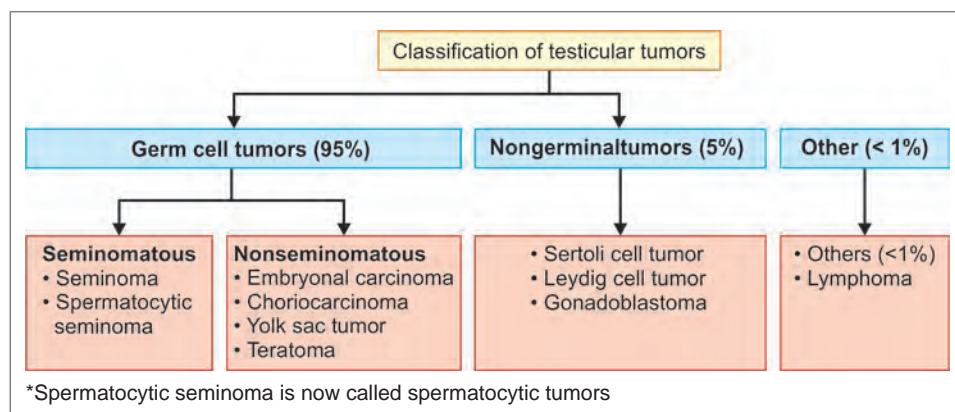 Classification of testicular tumors
Germ cell tumors (95%)
Nongerminaltumors (5%)
Other (< 1%)
Seminomatous
• Seminoma
• Spermatocytic
seminoma
Nonseminomatous
• Embryonal carcinoma
• Choriocarcinoma
• Yolk sac tumor
• Teratoma
• Sertoli cell tumor
• Leydig cell tumor
• Gonadoblastoma
• Others (<1%)
• Lymphoma
*Spermatocytic seminoma is now called spermatocytic tumors